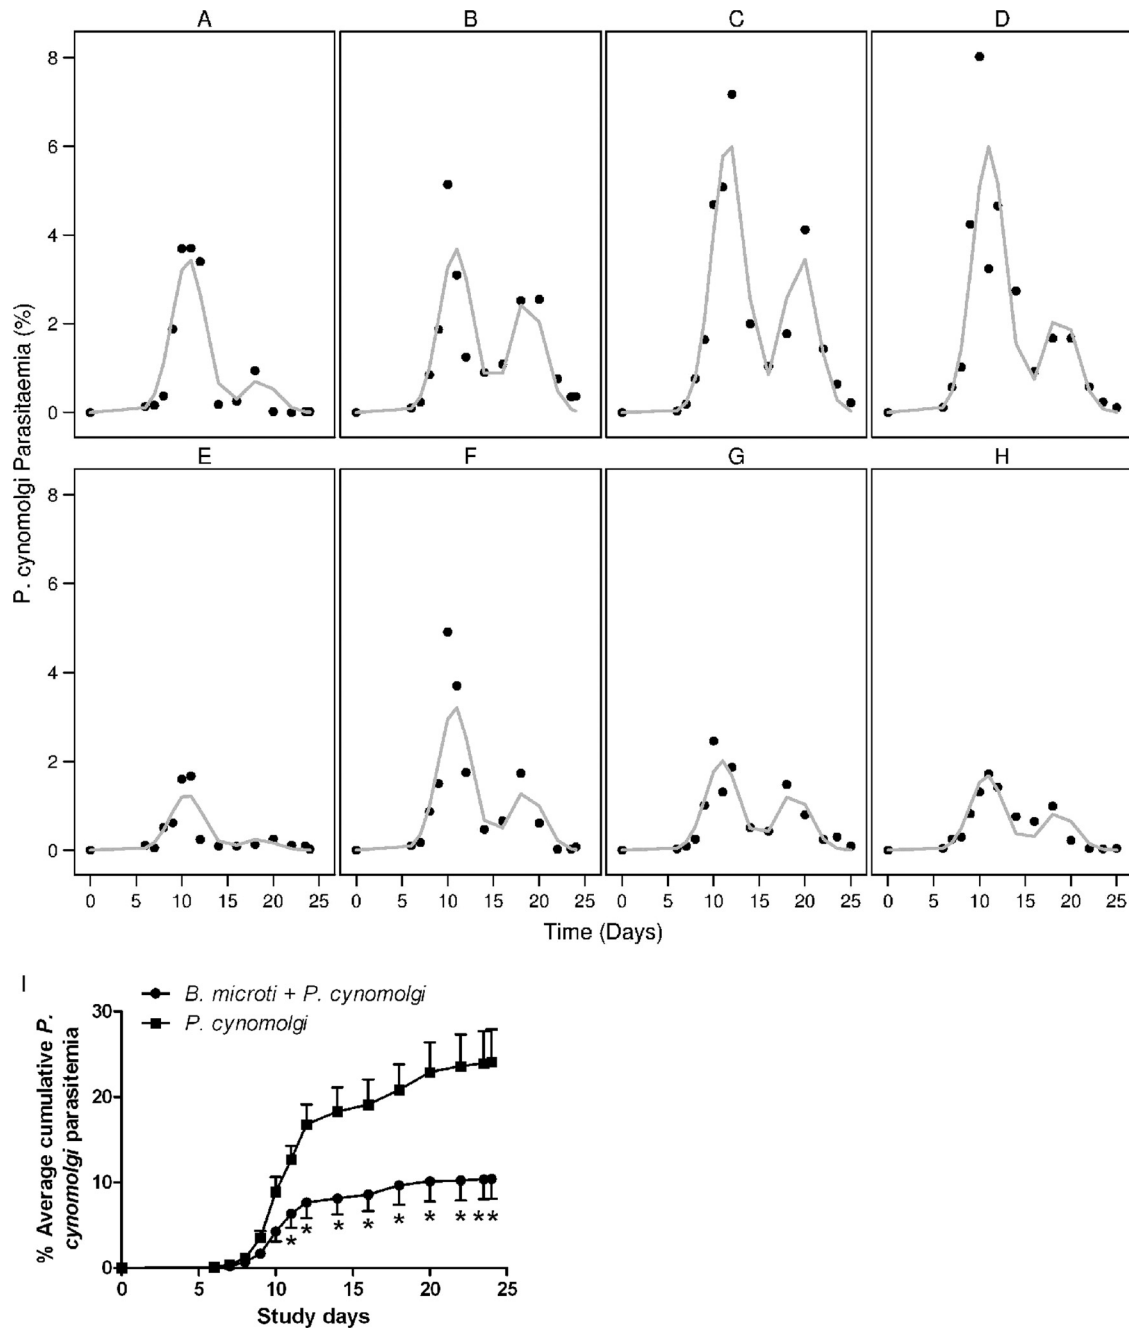 A B C D
8
6
4
2
0
E F G H
8
6
4
2
0
P. cynomolgi Parasitaemia (%)
0 5 10 15 20 25 0 5 10 15 20 25 0 5 10 15 20 25 0 5 10 15 20 25
Time (Days)
I
B. microti + P. cynomolgi
P. cynomolgi
% Average cumulative P.
cynomolgi parasitemia
30
20
10
0
* * * * * * * * *
0 5 10 15 20 25
Study days